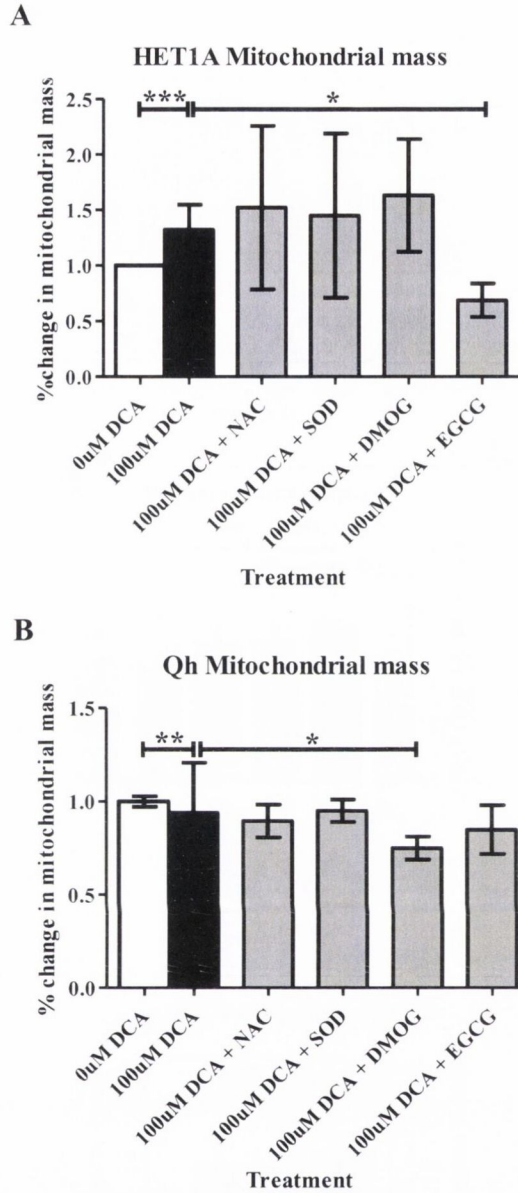 A
HET1A Mitochondrial mass
%change in mitochondrial mass
2.5
2.0
1.5
1.0
0.5
0.0
***
*
0uM DCA
100uM DCA
100uM DCA + NAC
100uM DCA + SOD
100uM DCA + DMOG
100uM DCA + EGCG
Treatment
B
Qh Mitochondrial mass
% change in mitochondrial mass
1.5
1.0
0.5
0.0
**
*
0uM DCA
100uM DCA
100uM DCA + NAC
100uM DCA + SOD
100uM DCA + DMOG
100uM DCA + EGCG
Treatment